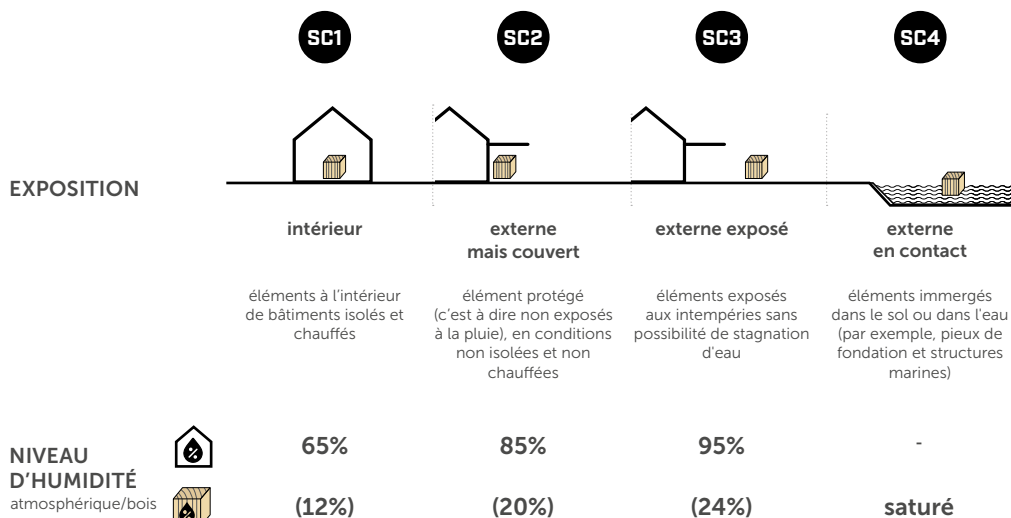 SC1
SC2
SC3
SC4
EXPOSITION
intérieur
externe
mais couvert
externe exposé
externe
en contact
éléments à l'intérieur
de bâtiments isolés et
chauffés
élément protégé
(c'est à dire non exposés
à la pluie), en conditions
non isolées et non
chauffées
éléments exposés
aux intempéries sans
possibilité de stagnation
d'eau
éléments immergés
dans le sol ou dans l'eau
(par exemple, pieux de
fondation et structures
marines)
NIVEAU
D'HUMIDITÉ
atmosphérique/bois
%
65%
85%
95%
-
%
(12%)
(20%)
(24%)
saturé